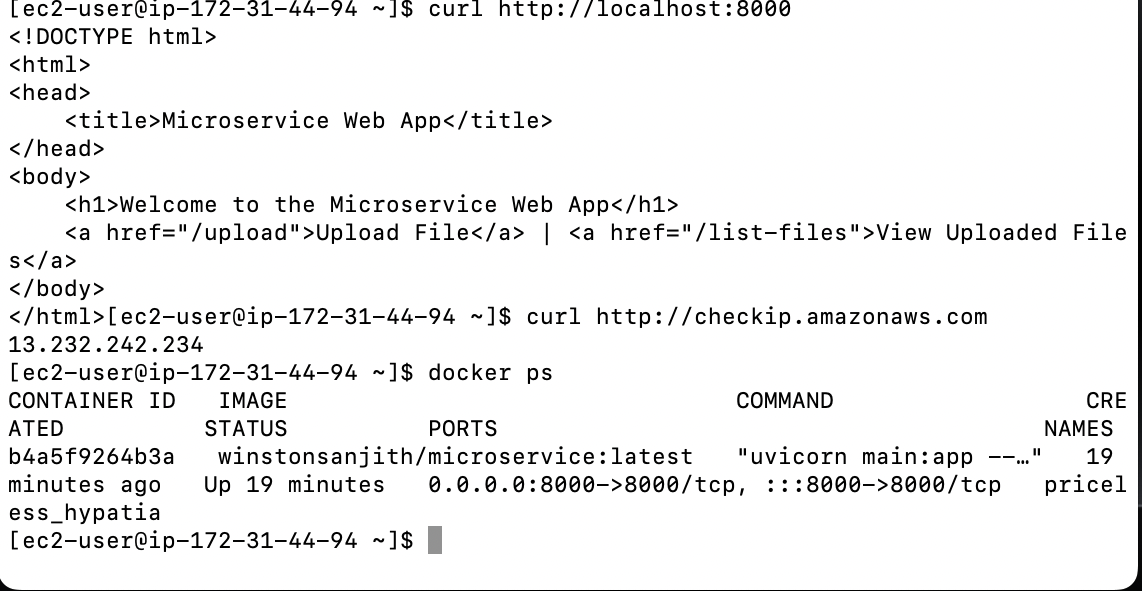 [ec2-user@ip-172-31-44-94 ~]$ curl http://localhost:8000
<!DOCTYPE html>
<html>
<head>
    <title>Microservice Web App</title>
</head>
<body>
    <h1>Welcome to the Microservice Web App</h1>
    <a href="/upload">Upload File</a> | <a href="/list-files">View Uploaded File
s</a>
</body>
</html>[ec2-user@ip-172-31-44-94 ~]$ curl http://checkip.amazonaws.com
13.232.242.234
[ec2-user@ip-172-31-44-94 ~]$ docker ps
CONTAINER ID   IMAGE                                COMMAND                  CRE
ATED          STATUS          PORTS                                       NAMES
b4a5f9264b3a   winstonsanjith/microservice:latest   "uvicorn main:app --…"   19 
minutes ago   Up 19 minutes   0.0.0.0:8000->8000/tcp, :::8000->8000/tcp   pricel
ess_hypatia
[ec2-user@ip-172-31-44-94 ~]$